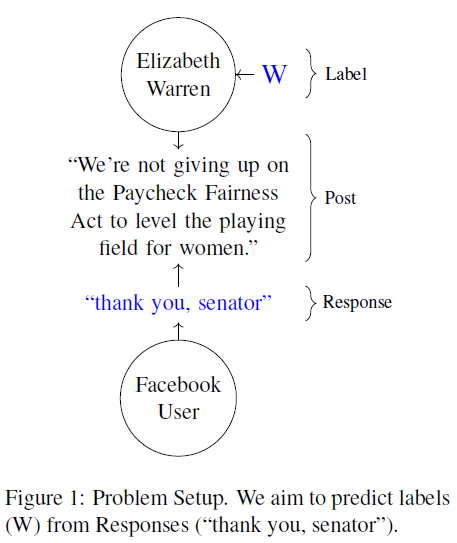 Elizabeth
Warren
W
Label
“We’re not giving up on
the Paycheck Fairness
Act to level the playing
field for women.”
Post
“thank you, senator”
Response
Facebook
User
Figure 1: Problem Setup. We aim to predict labels
(W) from Responses (“thank you, senator”).